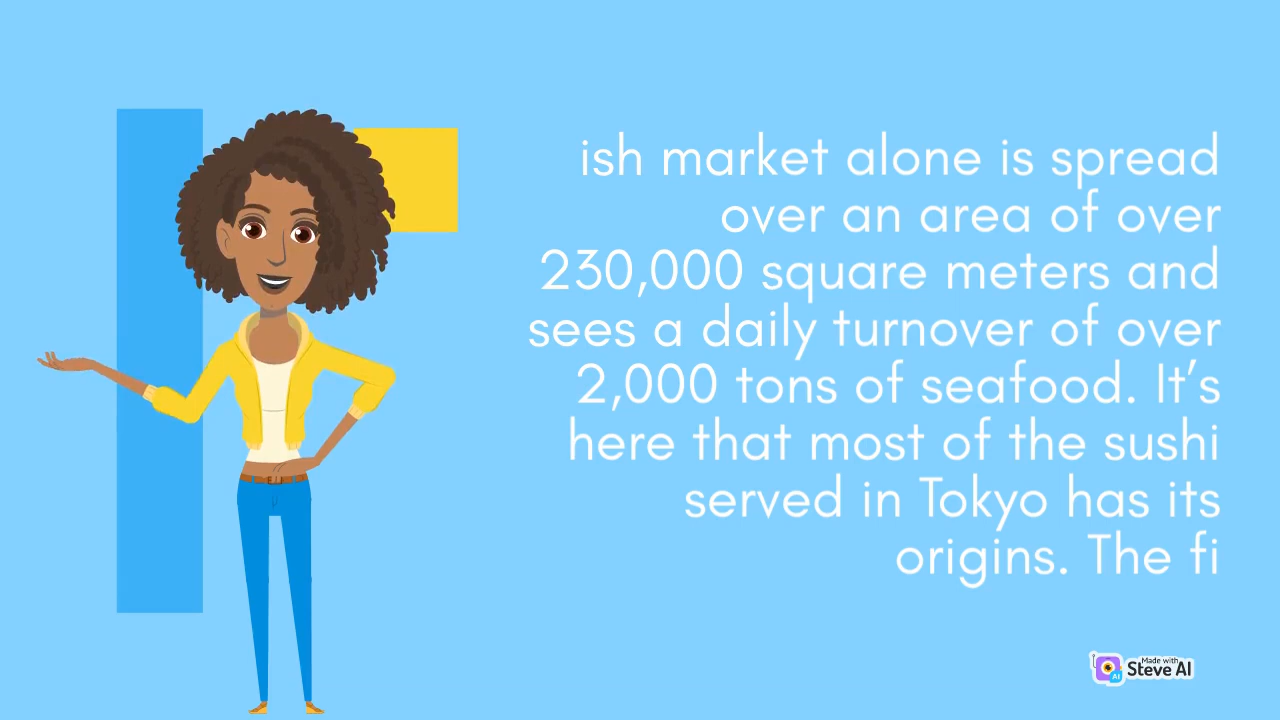 ish market alone is spread
over an area of over
230,000 square meters and
sees a daily turnover of over
2,000 tons of seafood. It’s
here that most of the sushi
served in Tokyo has its
origins. The fi
Made with
Steve AI
AI